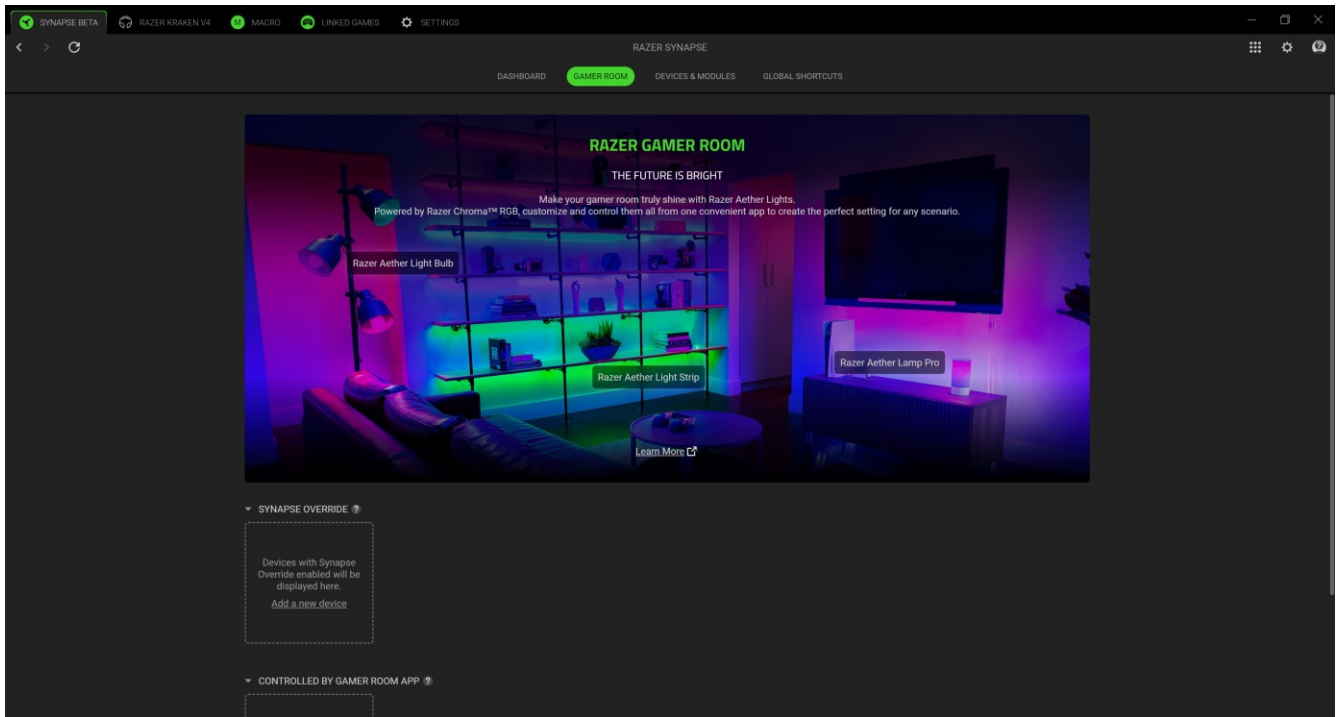 SYNAPSE BETA
RAZER KRAKEN V4
M
MACRO
LINKED GAMES
SETTINGS
RAZER SYNAPSE
DASHBOARD
GAMER ROOM
DEVICES & MODULES
GLOBAL SHORTCUTS
RAZER GAMER ROOM
THE FUTURE IS BRIGHT
Make your gamer room truly shine with Razer Aether Lights.
Powered by Razer Chroma™ RGB, customize and control them all from one convenient app to create the perfect setting for any scenario.
Razer Aether Light Bulb
Razer Aether Lamp Pro
Razer Aether Light Strip
Learn More
SYNAPSE OVERRIDE ?
Devices with Synapse
Override enabled will be
displayed here.
Add a new device
CONTROLLED BY GAMER ROOM APP ?